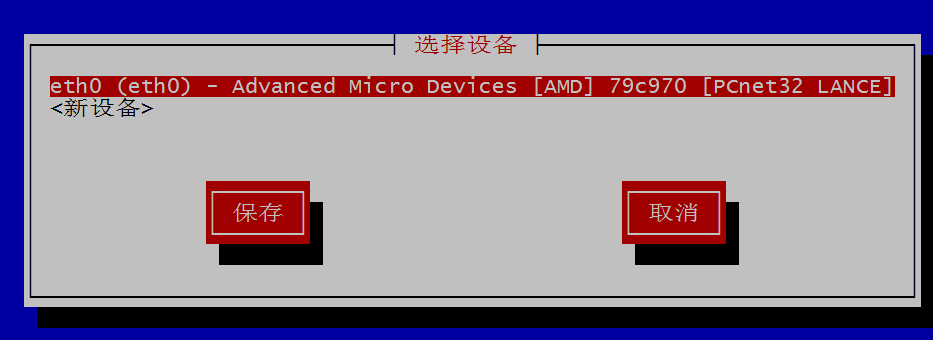 选择设备
eth0 (eth0) - Advanced Micro Devices [AMD] 79c970 [PCnet32 LANCE]
<新设备>
保存 取消